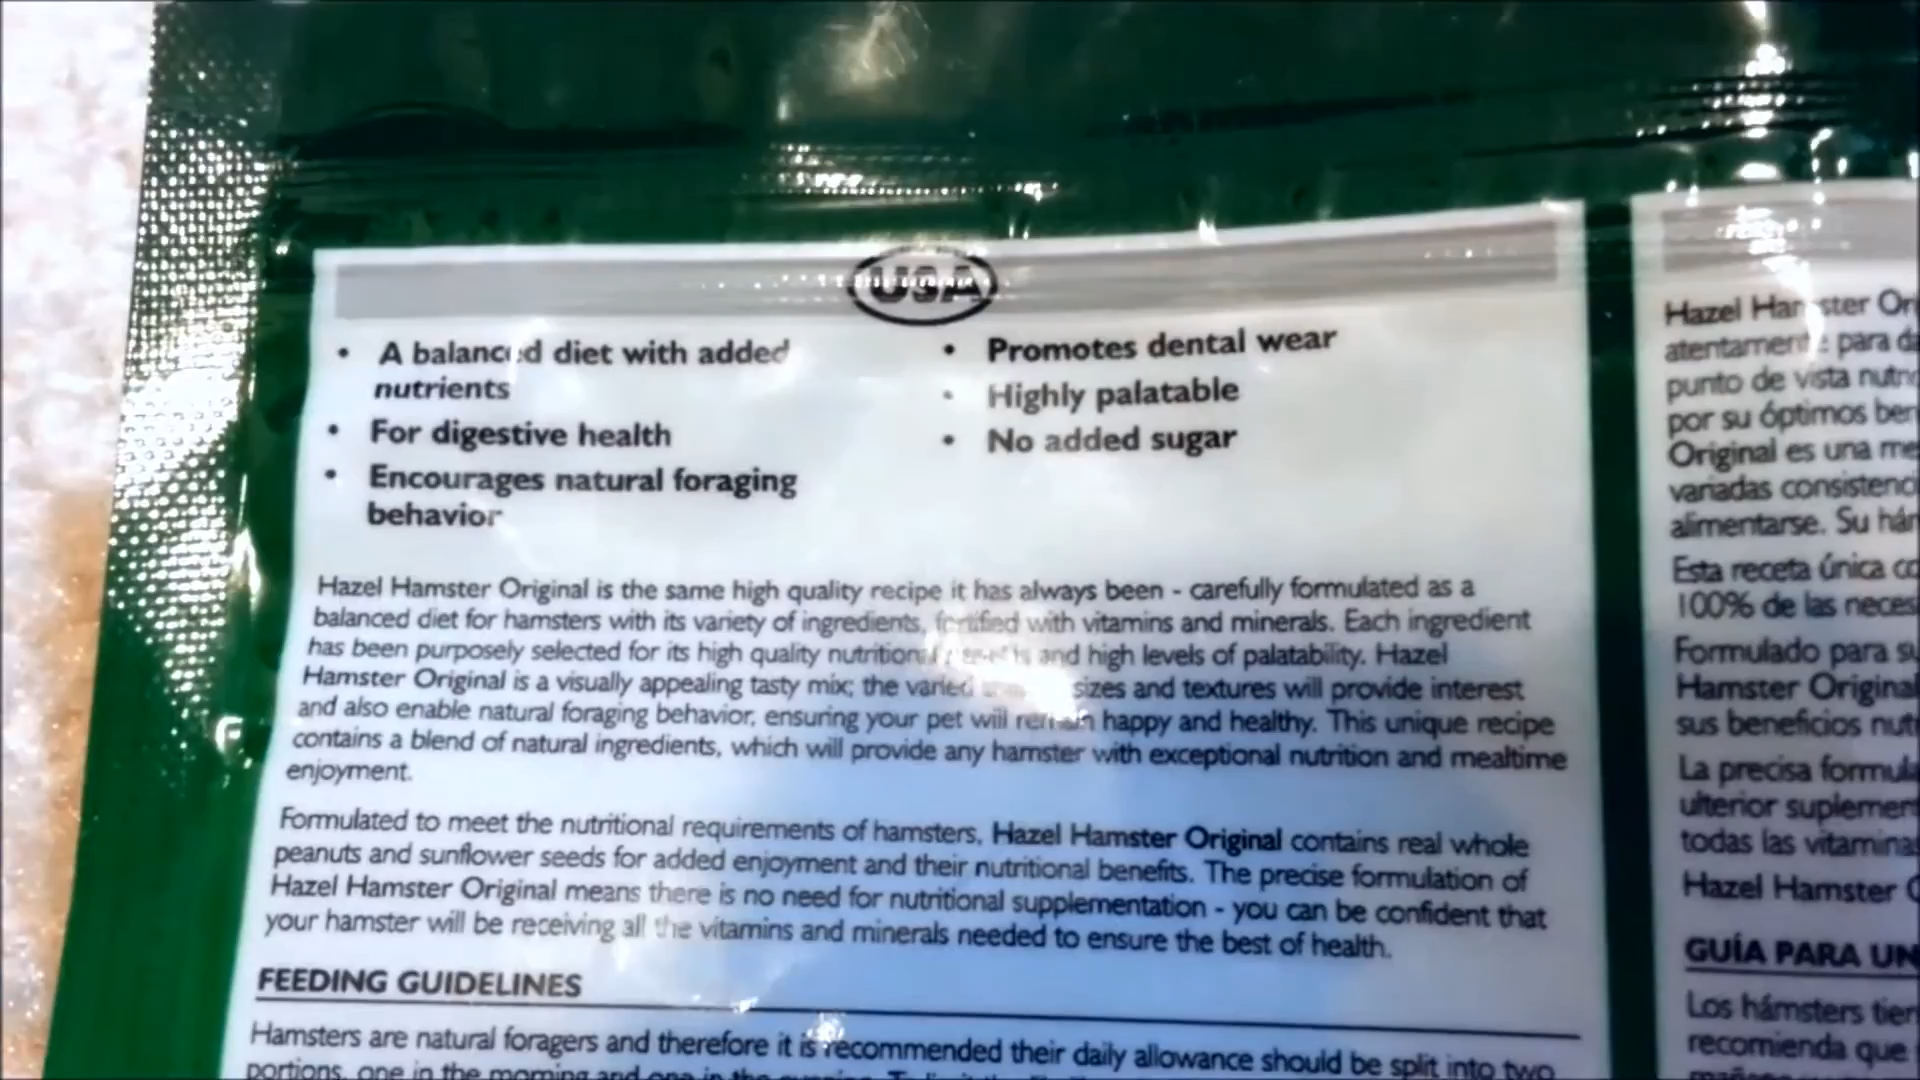 USA
• A balanced diet with added
nutrients
• For digestive health
• Encourages natural foraging
behavior
• Promotes dental wear
• Highly palatable
• No added sugar
Hazel Hamster Original is the same high quality recipe it has always been - carefully formulated as a
balanced diet for hamsters with its variety of ingredients, fortified with vitamins and minerals. Each ingredient
has been purposely selected for its high quality nutritional and high levels of palatability. Hazel
Hamster Original is a visually appealing tasty mix; the varied sizes and textures will provide interest
and also enable natural foraging behavior, ensuring your pet will remain happy and healthy. This unique recipe
contains a blend of natural ingredients, which will provide any hamster with exceptional nutrition and mealtime
enjoyment.
Formulated to meet the nutritional requirements of hamsters, Hazel Hamster Original contains real whole
peanuts and sunflower seeds for added enjoyment and their nutritional benefits. The precise formulation of
Hazel Hamster Original means there is no need for nutritional supplementation - you can be confident that
your hamster will be receiving all the vitamins and minerals needed to ensure the best of health.
FEEDING GUIDELINES
Hamsters are natural foragers and therefore it is recommended their daily allowance should be split into two
portions, one in the morning and one in the evening.
Hazel Hamster
atentamente para
punto de vista
por su óptimos
Original es una
variadas
alimentarse. Su
Esta receta única
100% de las
Formulado para
Hamster Original
sus beneficios
La precisa
ulterior
todas las vitaminas
Hazel Hamster
GUÍA PARA
Los hámsters
recomienda que